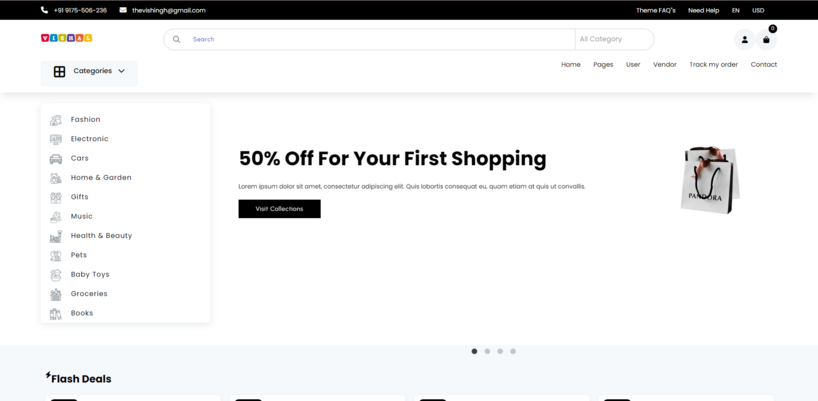 +91 9175-506-236 thevishingh@gmail.com Theme FAQ"s Need Help EN USD
VISHAL Search All Category 0
Categories Home Pages User Vendor Track my order Contact
Fashion
Electronic
Cars
Home & Garden
Gifts
Music
Health & Beauty
Pets
Baby Toys
Groceries
Books
50% Off For Your First Shopping
Lorem ipsum dolor sit amet, consectetur adipiscing elit. Quis lobortis consequat eu, quam etiam at quis ut convallis.
Visit Collections
PANDORA
Flash Deals